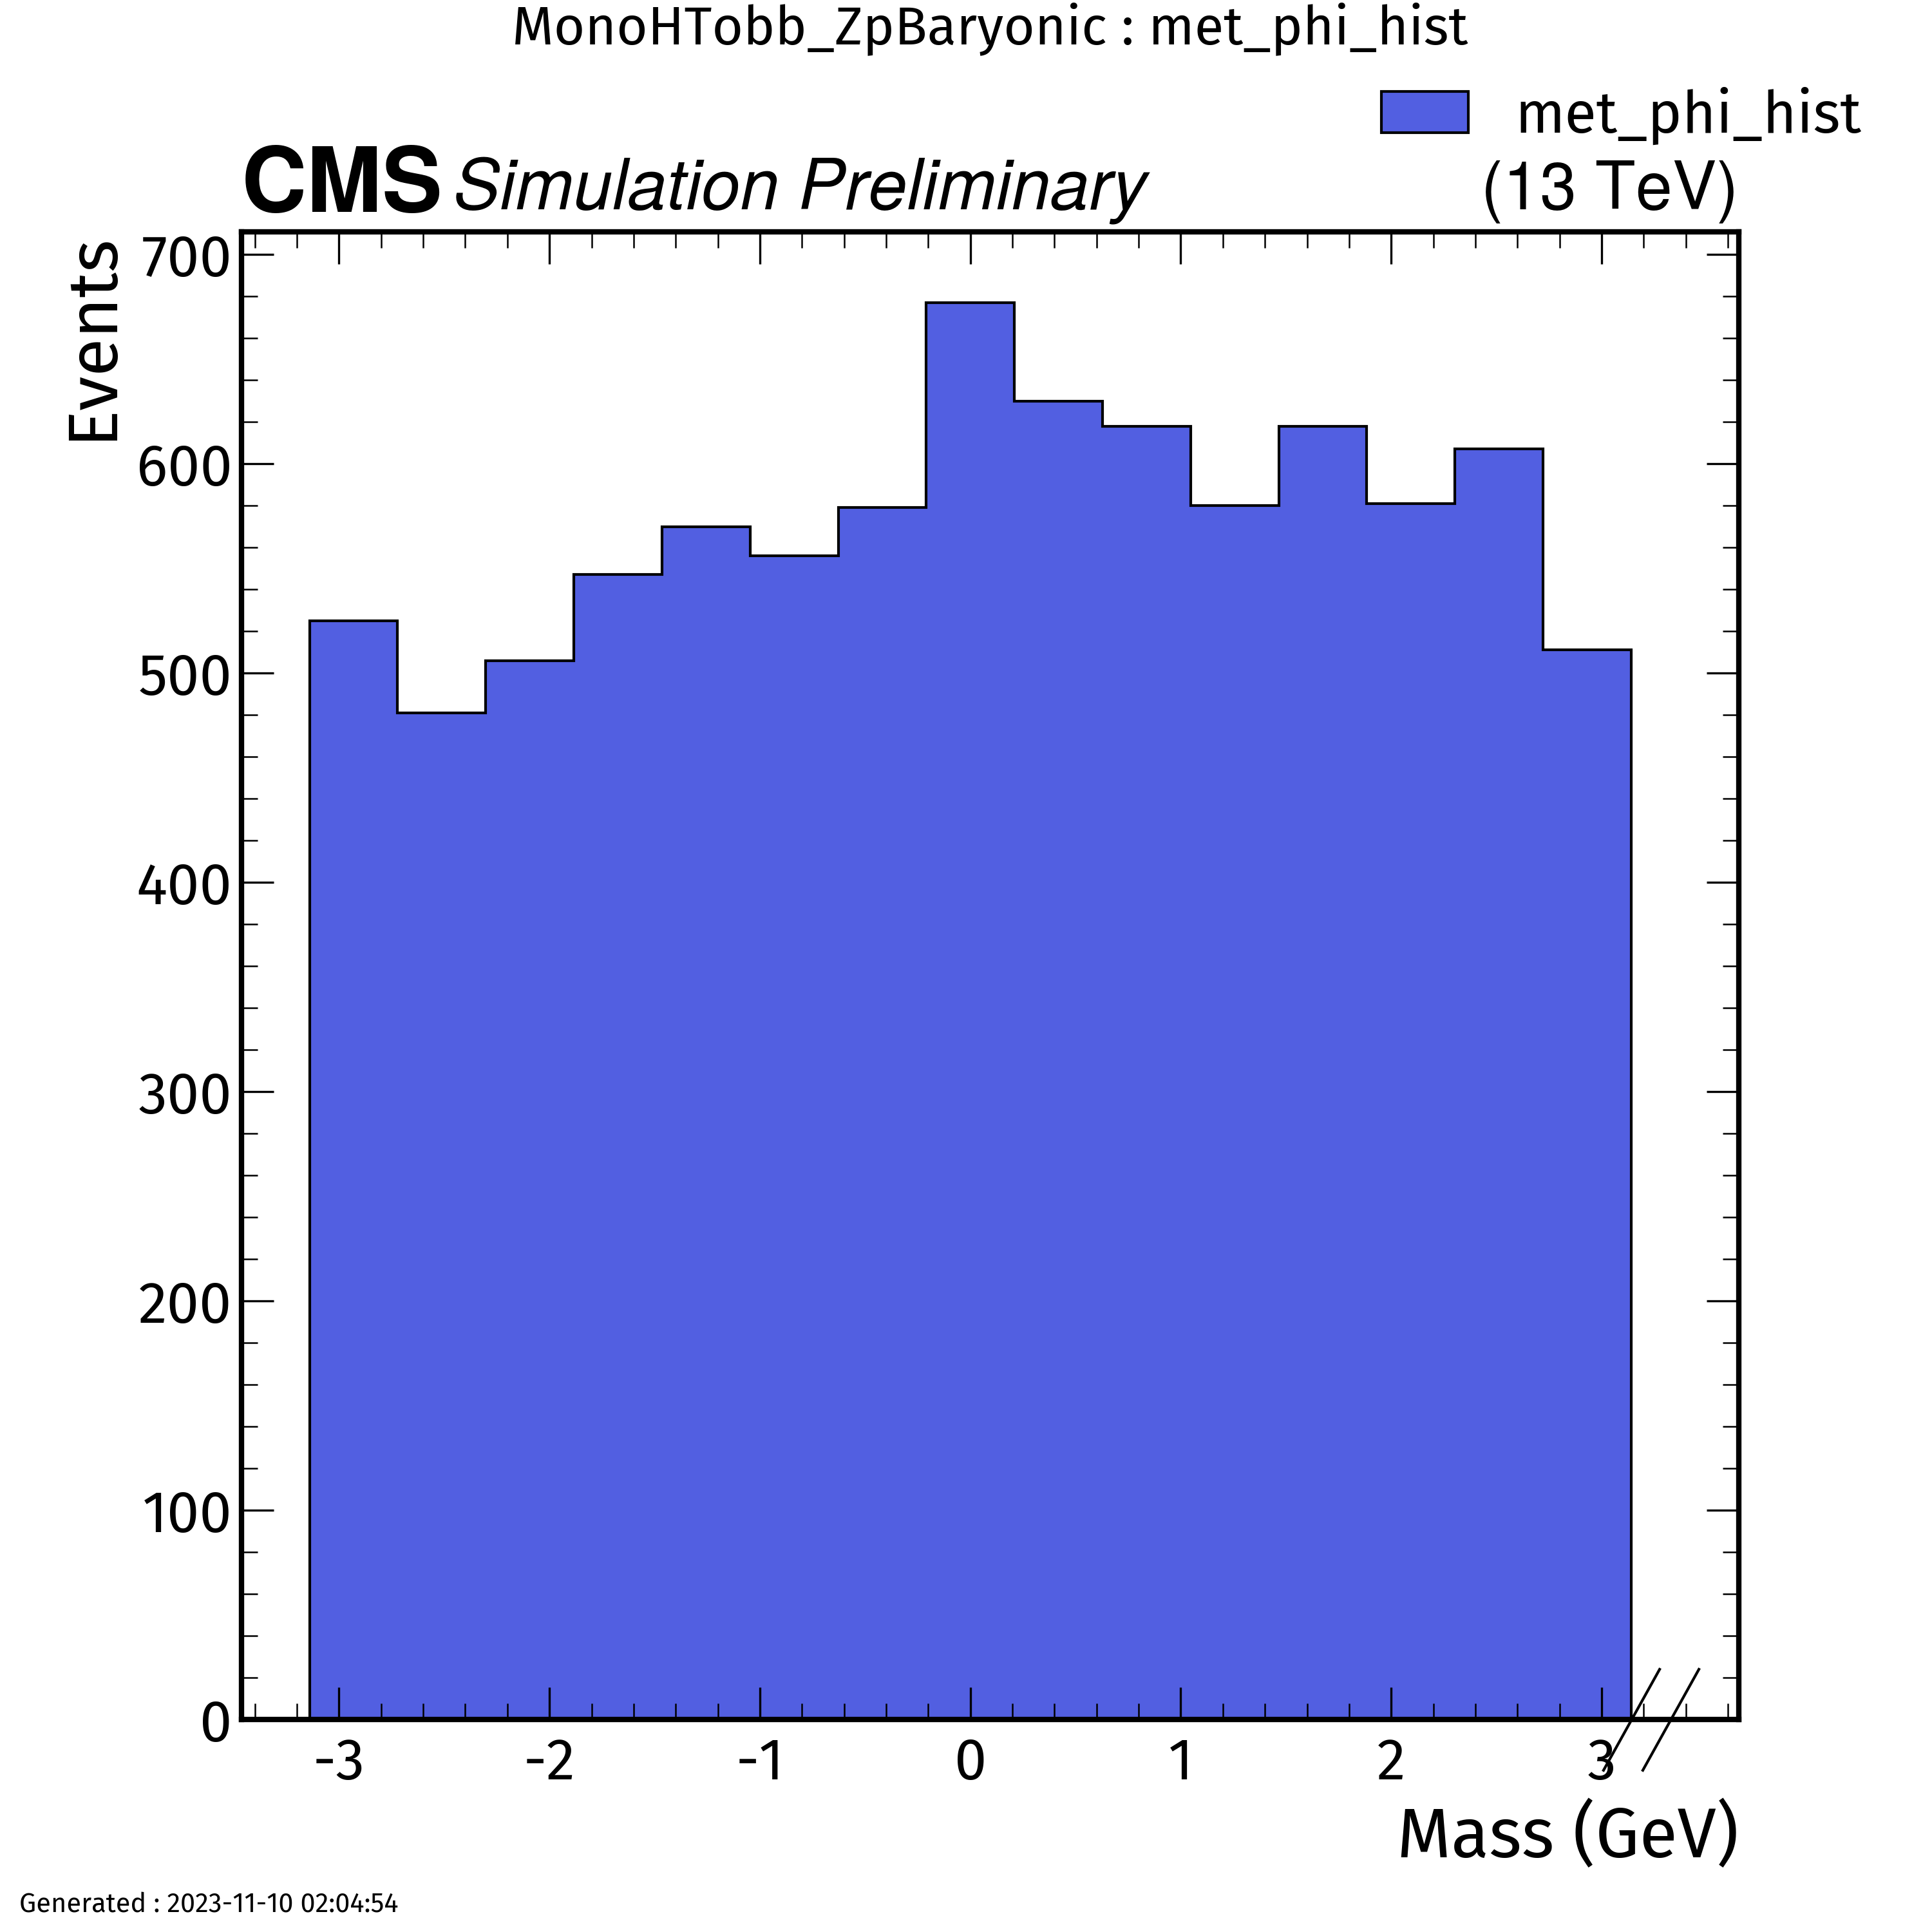 MonoHTobb_ZpBaryonic : met_phi_hist
met_phi_hist
CMS Simulation Preliminary (13 TeV)
Events
700
600
500
400
300
200
100
0
-3 -2 -1 0 1 2 3
Mass (GeV)
Generated : 2023-11-10 02:04:54